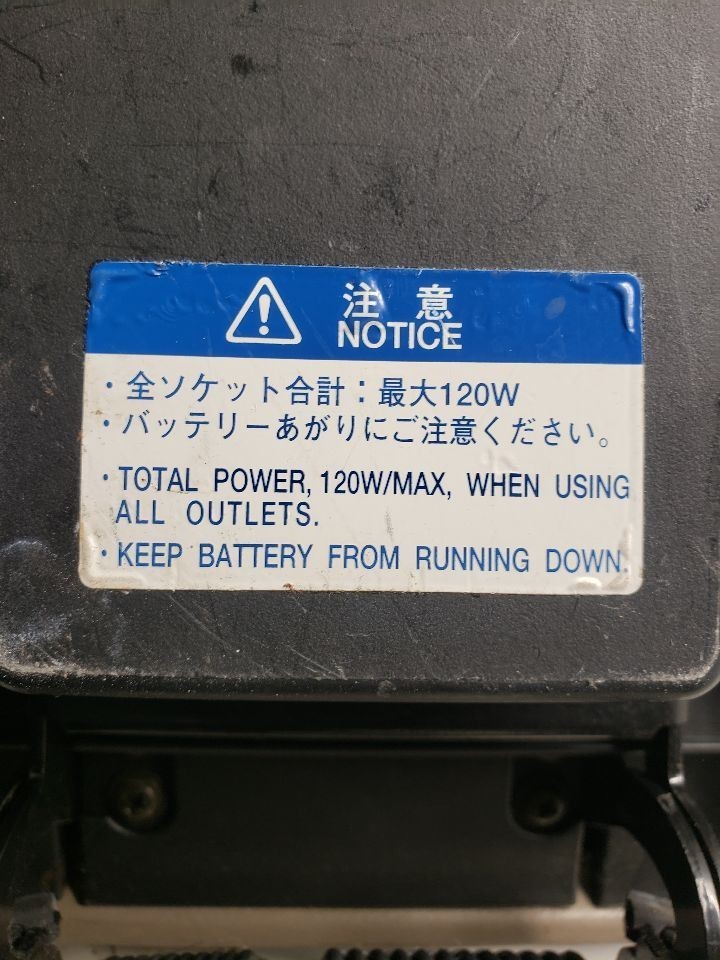 注意
NOTICE
・全ソケット合計：最大120W
・バッテリーあがりにご注意ください。
・TOTAL POWER, 120W/MAX, WHEN USING
ALL OUTLETS.
・KEEP BATTERY FROM RUNNING DOWN.